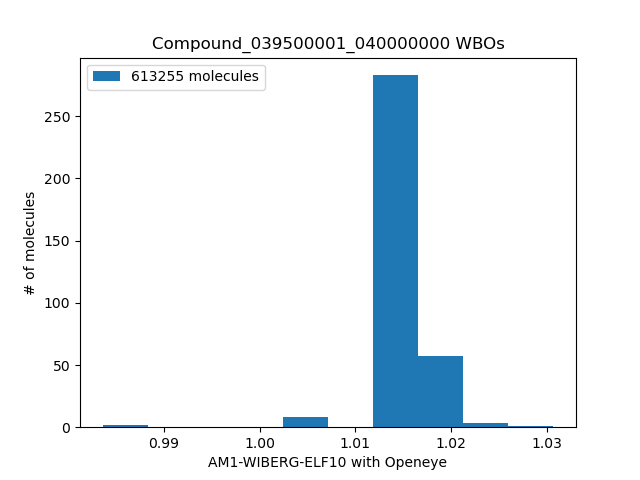 Compound_039500001_040000000 WBOs
613255 molecules
# of molecules
250
200
150
100
50
0
0.99 1.00 1.01 1.02 1.03
AM1-WIBERG-ELF10 with Openeye